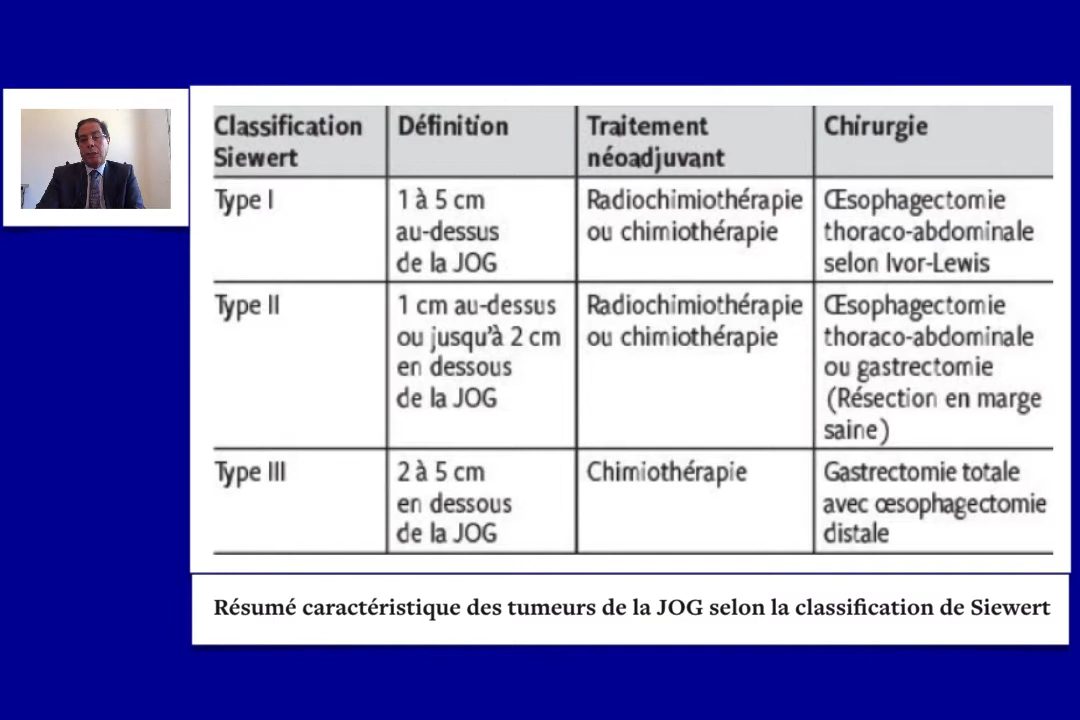 Classification Siewert
Définition
Traitement néoadjuvant
Chirurgie
Type I
1 à 5 cm
au-dessus
de la JOG
Radiochimiothérapie
ou chimiothérapie
Œsophagectomie
thoraco-abdominale
selon Ivor-Lewis
Type II
1 cm au-dessus
ou jusqu'à 2 cm
en dessous
de la JOG
Radiochimiothérapie
ou chimiothérapie
Œsophagectomie
thoraco-abdominale
ou gastrectomie
(Résection en marge
saine)
Type III
2 à 5 cm
en dessous
de la JOG
Chimiothérapie
Gastrectomie totale
avec œsophagectomie
distale
Résumé caractéristique des tumeurs de la JOG selon la classification de Siewert